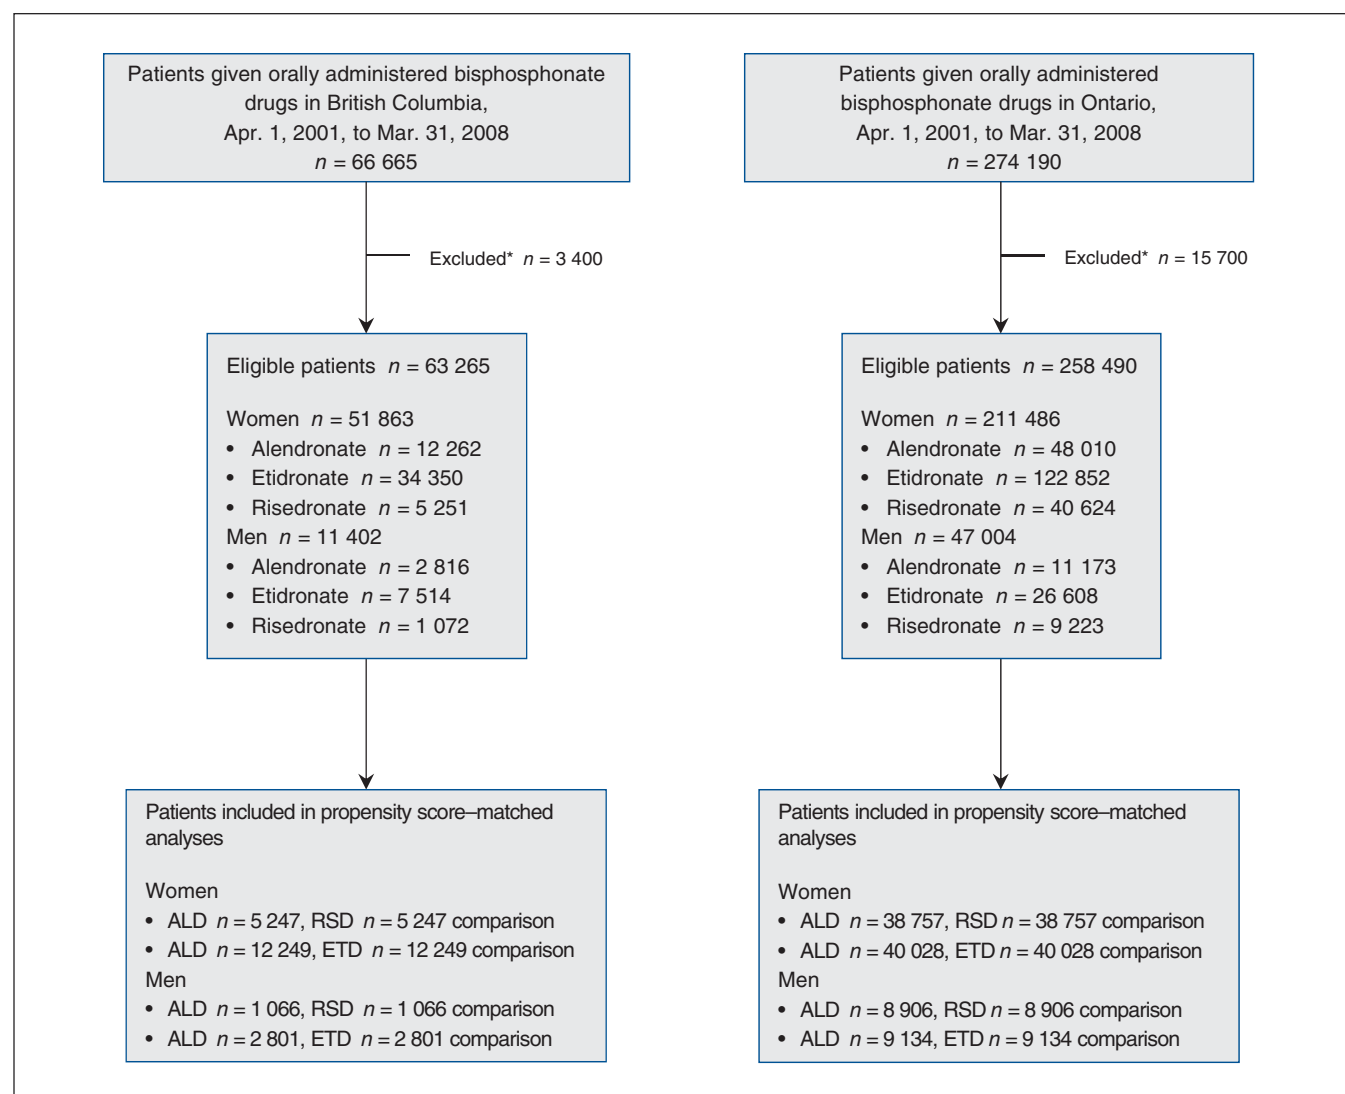 Patients given orally administered bisphosphonate
drugs in British Columbia,
Apr. 1, 2001, to Mar. 31, 2008
n = 66 665
Excluded* n = 3 400
Eligible patients n = 63 265
Women n = 51 863
• Alendronate n = 12 262
• Etidronate n = 34 350
• Risedronate n = 5 251
Men n = 11 402
• Alendronate n = 2 816
• Etidronate n = 7 514
• Risedronate n = 1 072
Patients included in propensity score–matched
analyses
Women
• ALD n = 5 247, RSD n = 5 247 comparison
• ALD n = 12 249, ETD n = 12 249 comparison
Men
• ALD n = 1 066, RSD n = 1 066 comparison
• ALD n = 2 801, ETD n = 2 801 comparison
Patients given orally administered
bisphosphonate drugs in Ontario,
Apr. 1, 2001, to Mar. 31, 2008
n = 274 190
Excluded* n = 15 700
Eligible patients n = 258 490
Women n = 211 486
• Alendronate n = 48 010
• Etidronate n = 122 852
• Risedronate n = 40 624
Men n = 47 004
• Alendronate n = 11 173
• Etidronate n = 26 608
• Risedronate n = 9 223
Patients included in propensity score–matched
analyses
Women
• ALD n = 38 757, RSD n = 38 757 comparison
• ALD n = 40 028, ETD n = 40 028 comparison
Men
• ALD n = 8 906, RSD n = 8 906 comparison
• ALD n = 9 134, ETD n = 9 134 comparison